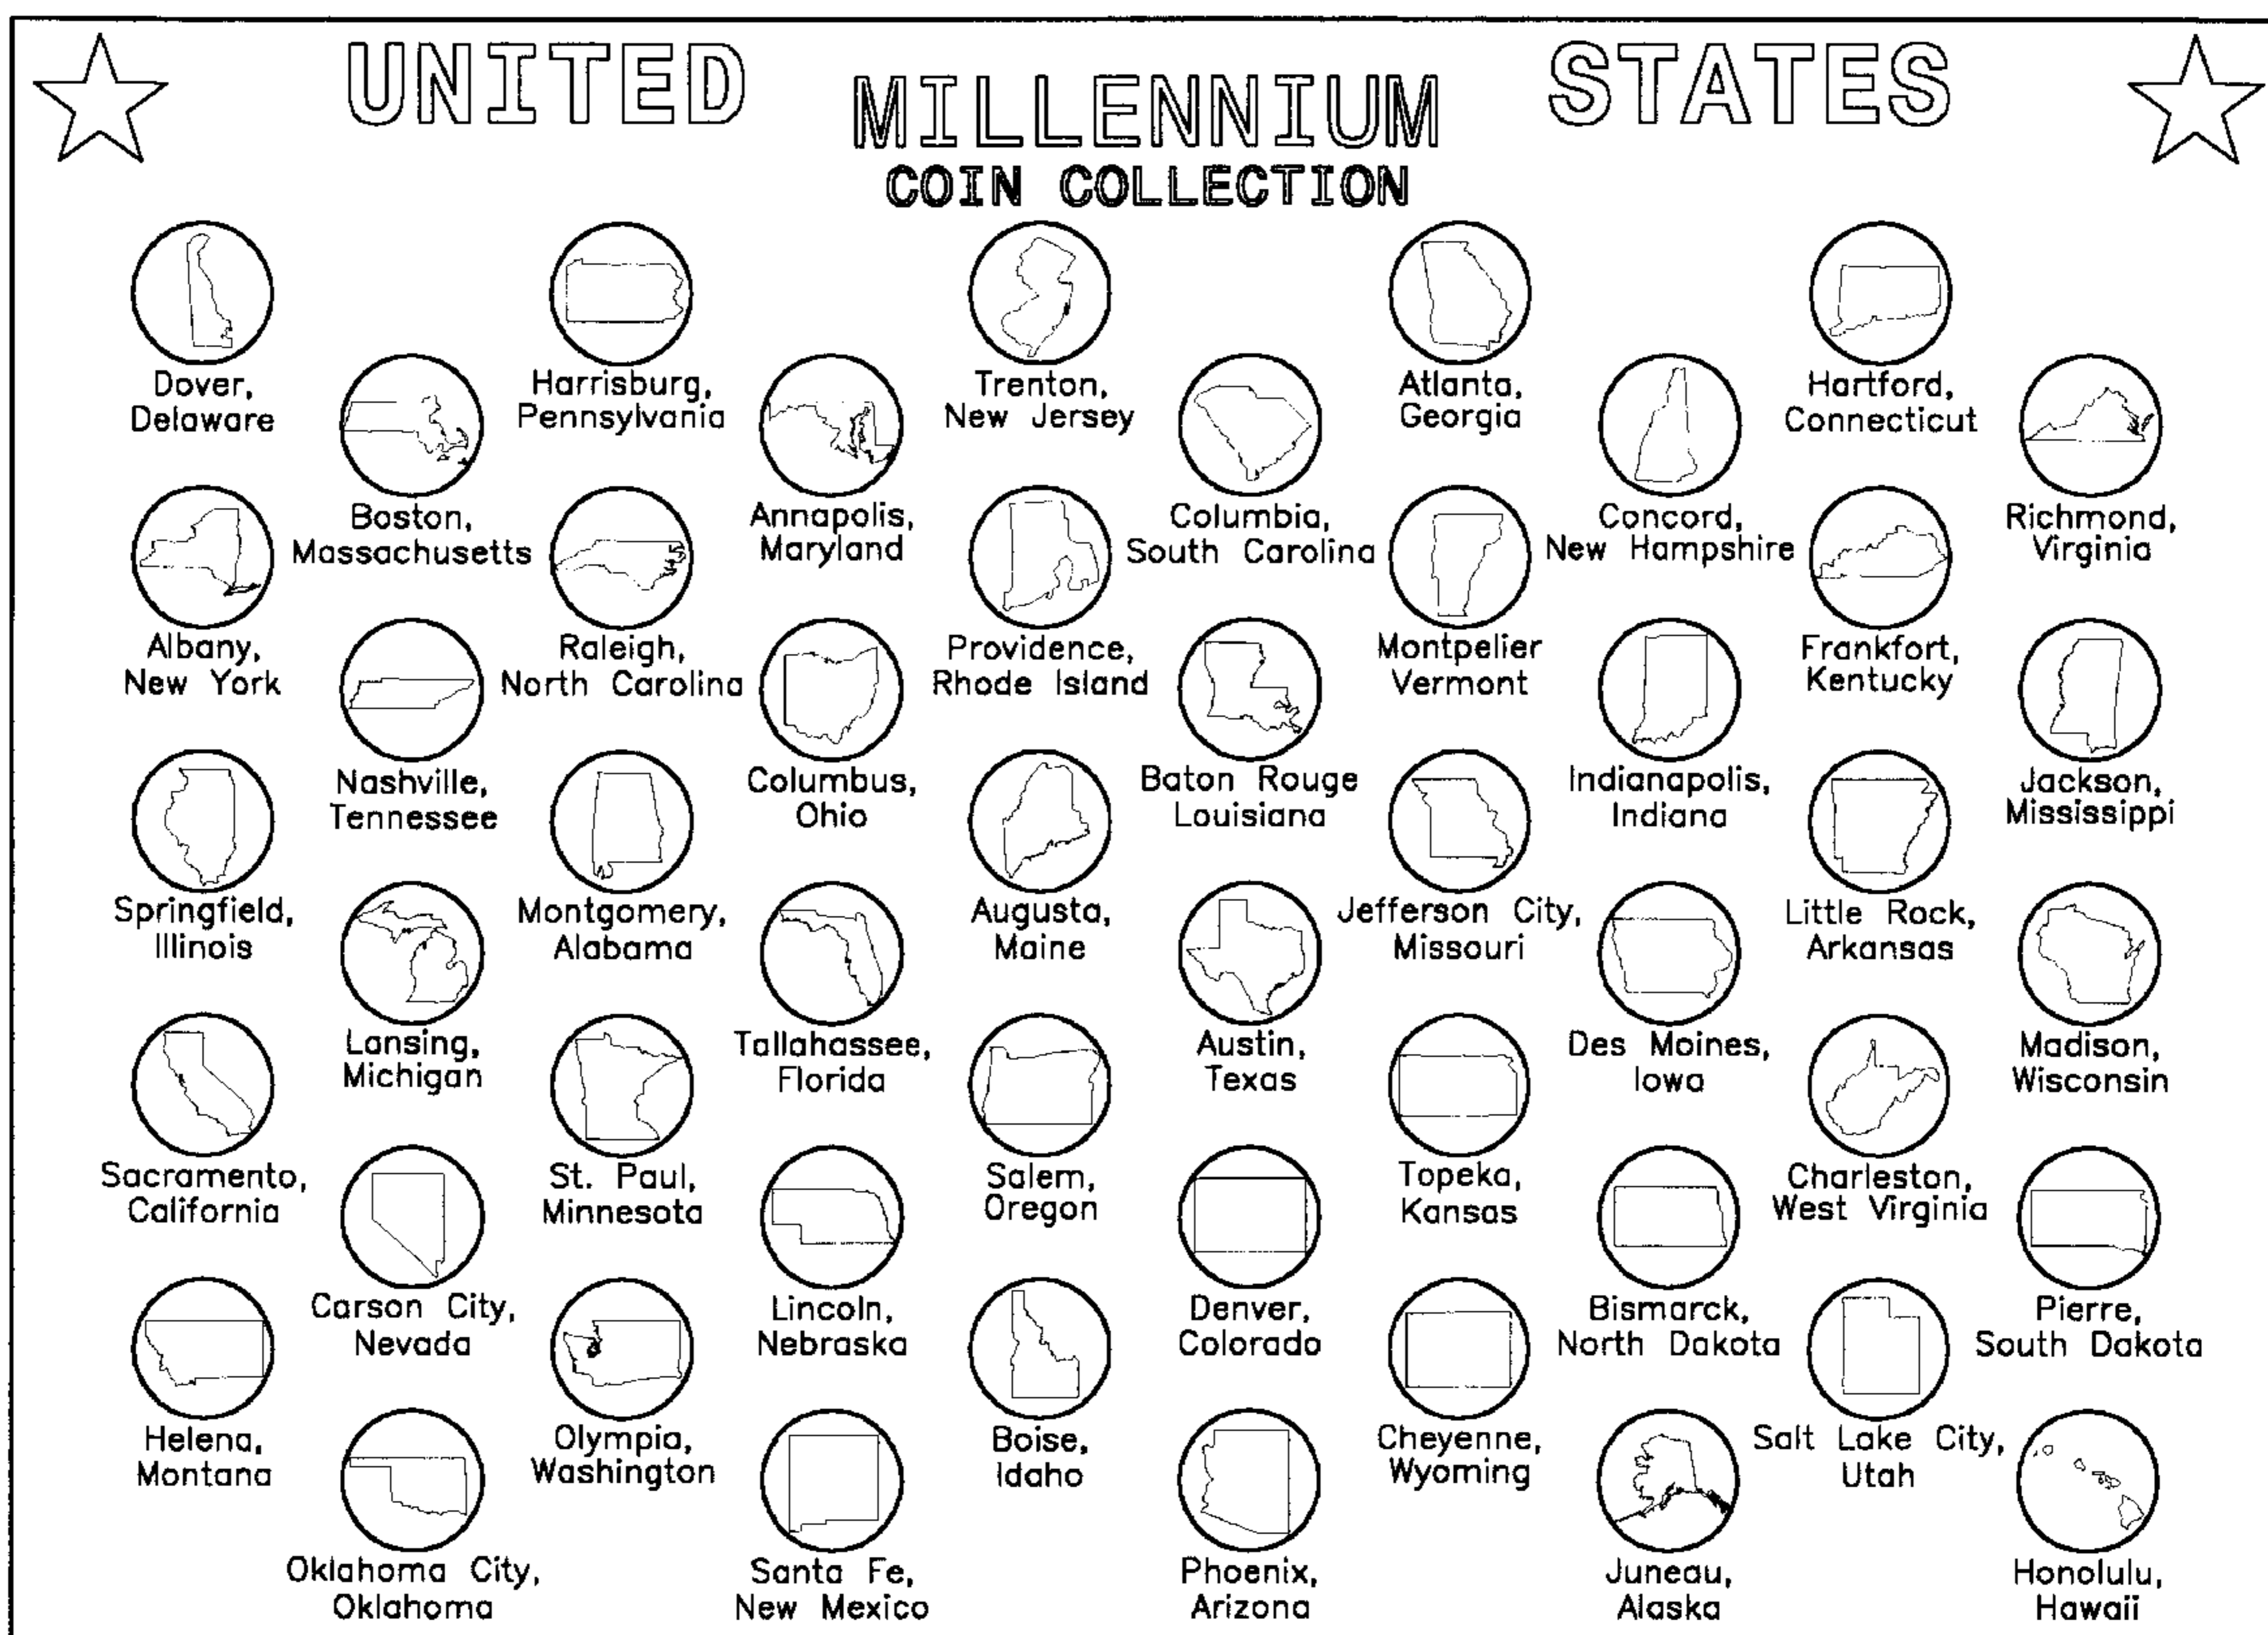 UNITED STATES
MILLENNIUM
COIN COLLECTION
Dover,
Delaware
Harrisburg,
Pennsylvania
Trenton,
New Jersey
Atlanta,
Georgia
Hartford,
Connecticut
Boston,
Massachusetts
Annapolis,
Maryland
Columbia,
South Carolina
Concord,
New Hampshire
Richmond,
Virginia
Albany,
New York
Raleigh,
North Carolina
Providence,
Rhode Island
Montpelier
Vermont
Frankfort,
Kentucky
Nashville,
Tennessee
Columbus,
Ohio
Baton Rouge
Louisiana
Indianapolis,
Indiana
Jackson,
Mississippi
Springfield,
Illinois
Montgomery,
Alabama
Augusta,
Maine
Jefferson City,
Missouri
Little Rock,
Arkansas
Lansing,
Michigan
Tallahassee,
Florida
Austin,
Texas
Des Moines,
Iowa
Madison,
Wisconsin
Sacramento,
California
St. Paul,
Minnesota
Salem,
Oregon
Topeka,
Kansas
Charleston,
West Virginia
Carson City,
Nevada
Lincoln,
Nebraska
Denver,
Colorado
Bismarck,
North Dakota
Pierre,
South Dakota
Helena,
Montana
Olympia,
Washington
Boise,
Idaho
Cheyenne,
Wyoming
Salt Lake City,
Utah
Oklahoma City,
Oklahoma
Santa Fe,
New Mexico
Phoenix,
Arizona
Juneau,
Alaska
Honolulu,
Hawaii